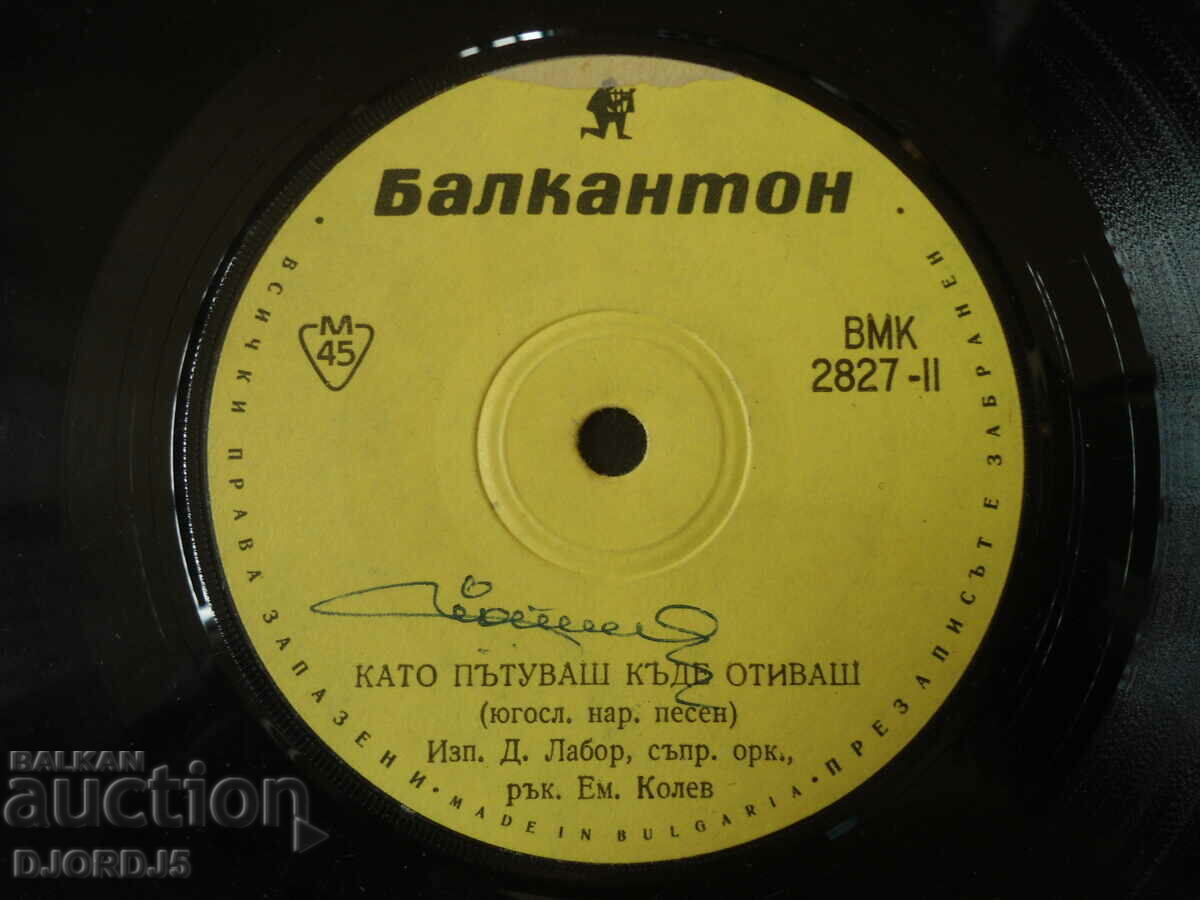 Балкантон
М
45
ВМК
2827-II
КАТО ПЪТУВАШ КЪДЕ ОТИВАШ
(югосл. нар. песен)
Изп. Д. Лабор, съпр. орк.,
рък. Ем. Колев
• ВСИЧКИ ПРАВА ЗАПАЗЕНИ • MADE IN BULGARIA • ПРЕЗАПИСЪТ Е ЗАБРАНЕН •
BALKAN
auction
DJORDJ5